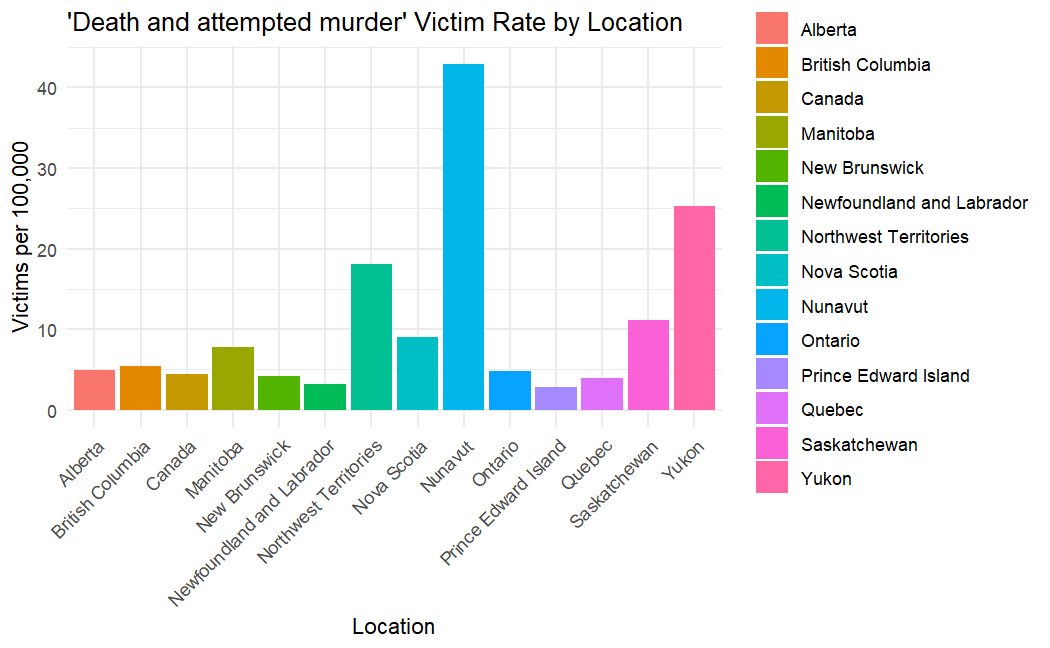 'Death and attempted murder' Victim Rate by Location
Victims per 100,000
40
30
20
10
0
Alberta
British Columbia
Canada
Manitoba
New Brunswick
Newfoundland and Labrador
Northwest Territories
Nova Scotia
Nunavut
Ontario
Prince Edward Island
Quebec
Saskatchewan
Yukon
Location
Alberta
British Columbia
Canada
Manitoba
New Brunswick
Newfoundland and Labrador
Northwest Territories
Nova Scotia
Nunavut
Ontario
Prince Edward Island
Quebec
Saskatchewan
Yukon